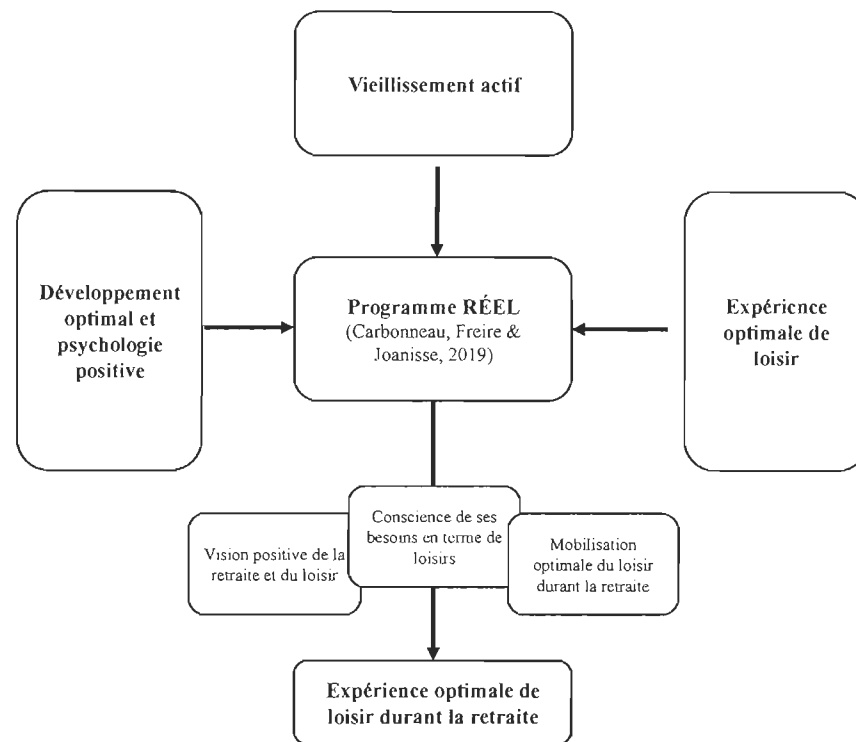 Vieillissement actif
Développement
optimal et
psychologie
positive
Programme RÉEL
(Carbonneau, Freire &
Joanisse, 2019)
Expérience
optimale de
loisir
Vision positive de la
retraite et du loisir
Conscience de ses
besoins en terme de
loisirs
Mobilisation
optimale du loisir
durant la retraite
Expérience optimale de
loisir durant la retraite